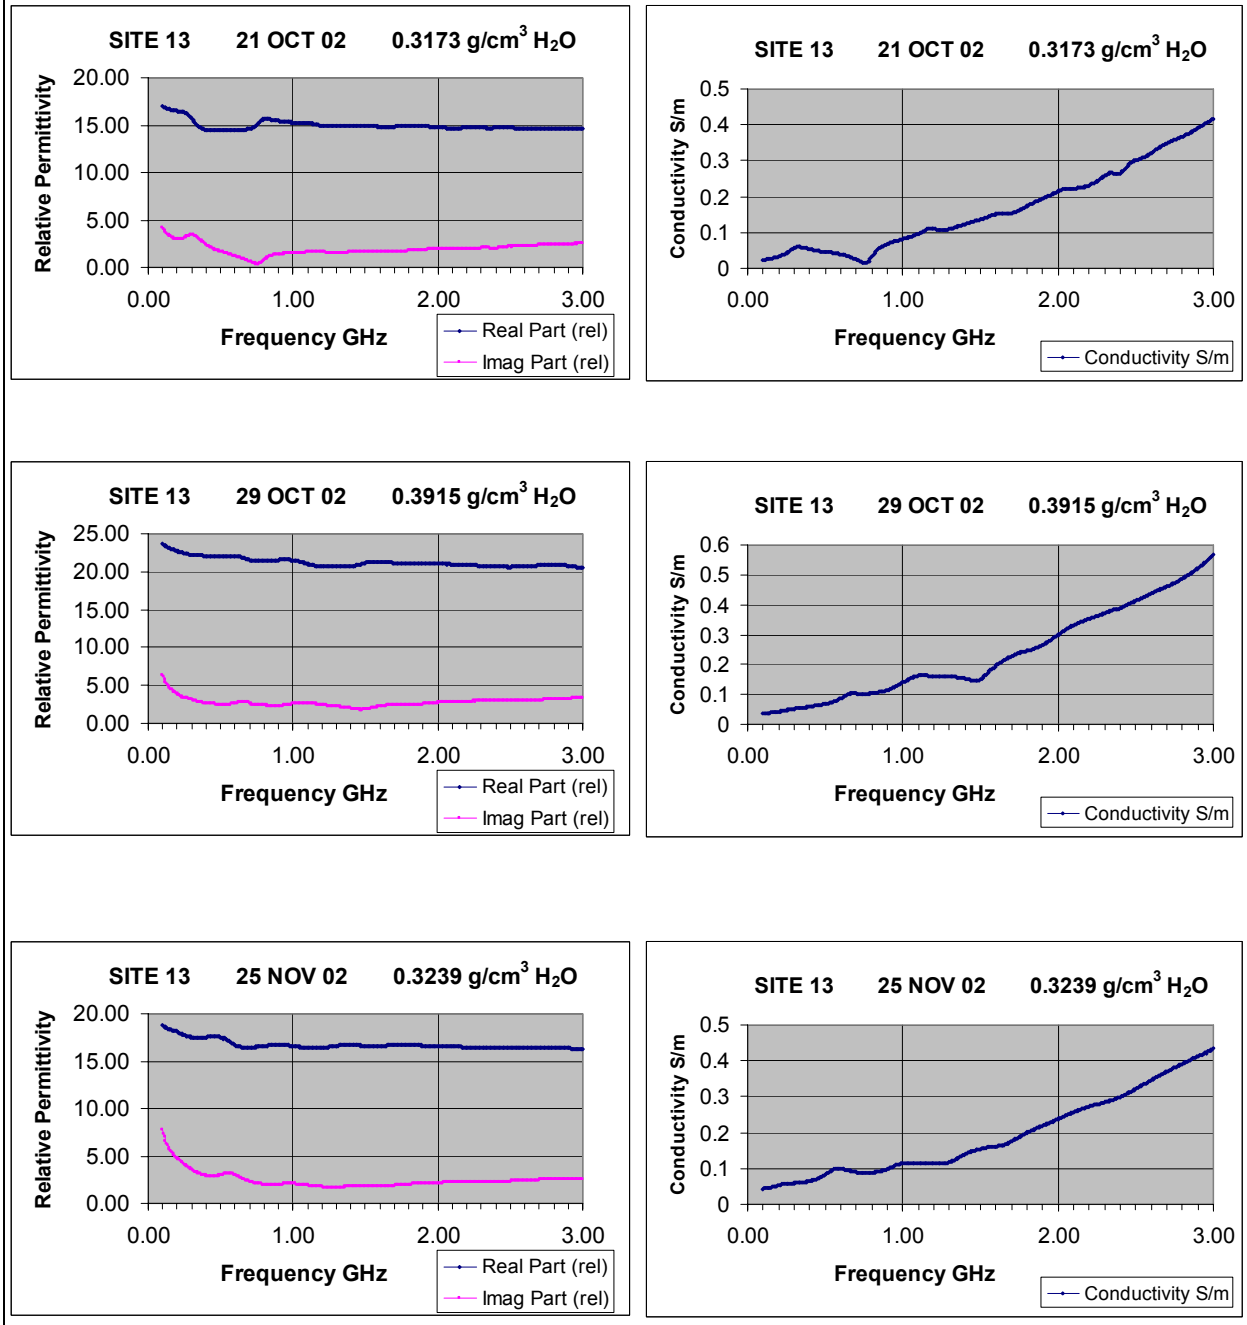 SITE 13 21 OCT 02 0.3173 g/cm³ H₂O
Relative Permittivity
20.00
15.00
10.00
5.00
0.00
0.00 1.00 2.00 3.00
Frequency GHz
Real Part (rel)
Imag Part (rel)
SITE 13 21 OCT 02 0.3173 g/cm³ H₂O
Conductivity S/m
0.5
0.4
0.3
0.2
0.1
0
0.00 1.00 2.00 3.00
Frequency GHz
Conductivity S/m
SITE 13 29 OCT 02 0.3915 g/cm³ H₂O
Relative Permittivity
25.00
20.00
15.00
10.00
5.00
0.00
0.00 1.00 2.00 3.00
Frequency GHz
Real Part (rel)
Imag Part (rel)
SITE 13 29 OCT 02 0.3915 g/cm³ H₂O
Conductivity S/m
0.6
0.5
0.4
0.3
0.2
0.1
0
0.00 1.00 2.00 3.00
Frequency GHz
Conductivity S/m
SITE 13 25 NOV 02 0.3239 g/cm³ H₂O
Relative Permittivity
20.00
15.00
10.00
5.00
0.00
0.00 1.00 2.00 3.00
Frequency GHz
Real Part (rel)
Imag Part (rel)
SITE 13 25 NOV 02 0.3239 g/cm³ H₂O
Conductivity S/m
0.5
0.4
0.3
0.2
0.1
0
0.00 1.00 2.00 3.00
Frequency GHz
Conductivity S/m